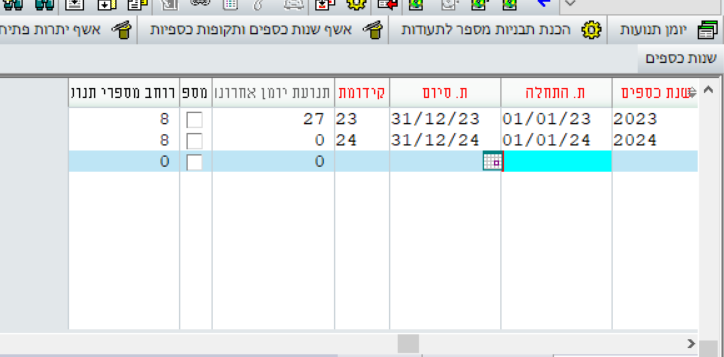 יומן תנועות הכנת תבניות מספר לתעודות אשף שנות כספים ותקופות כספיות אשף יתרות פתיח
שנות כספים
שנת כספים ת. התחלה ת. סיום קידומת תנועת יומן אחרונו מספ רוחב מספרי תנוו
2023 01/01/23 31/12/23 23 27 8
2024 01/01/24 31/12/24 24 0 8
0 0